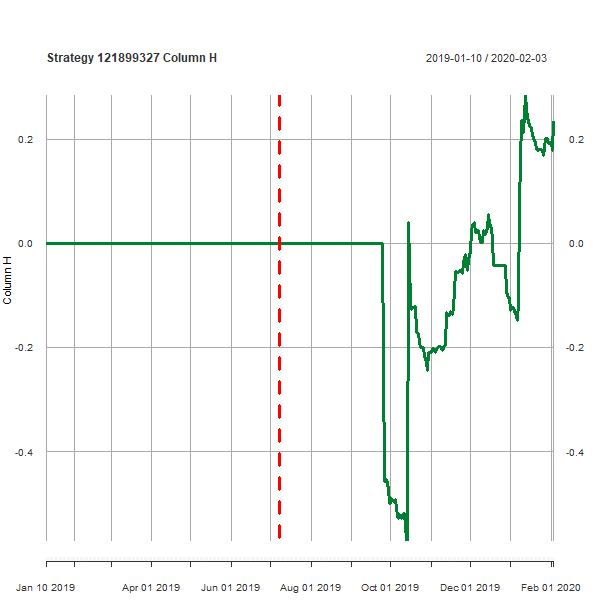 Strategy 121899327 Column H
2019-01-10 / 2020-02-03
0.2
0.2
0.0
0.0
-0.2
-0.2
-0.4
-0.4
Column H
Jan 10 2019
Apr 01 2019
Jun 01 2019
Aug 01 2019
Oct 01 2019
Dec 01 2019
Feb 01 2020